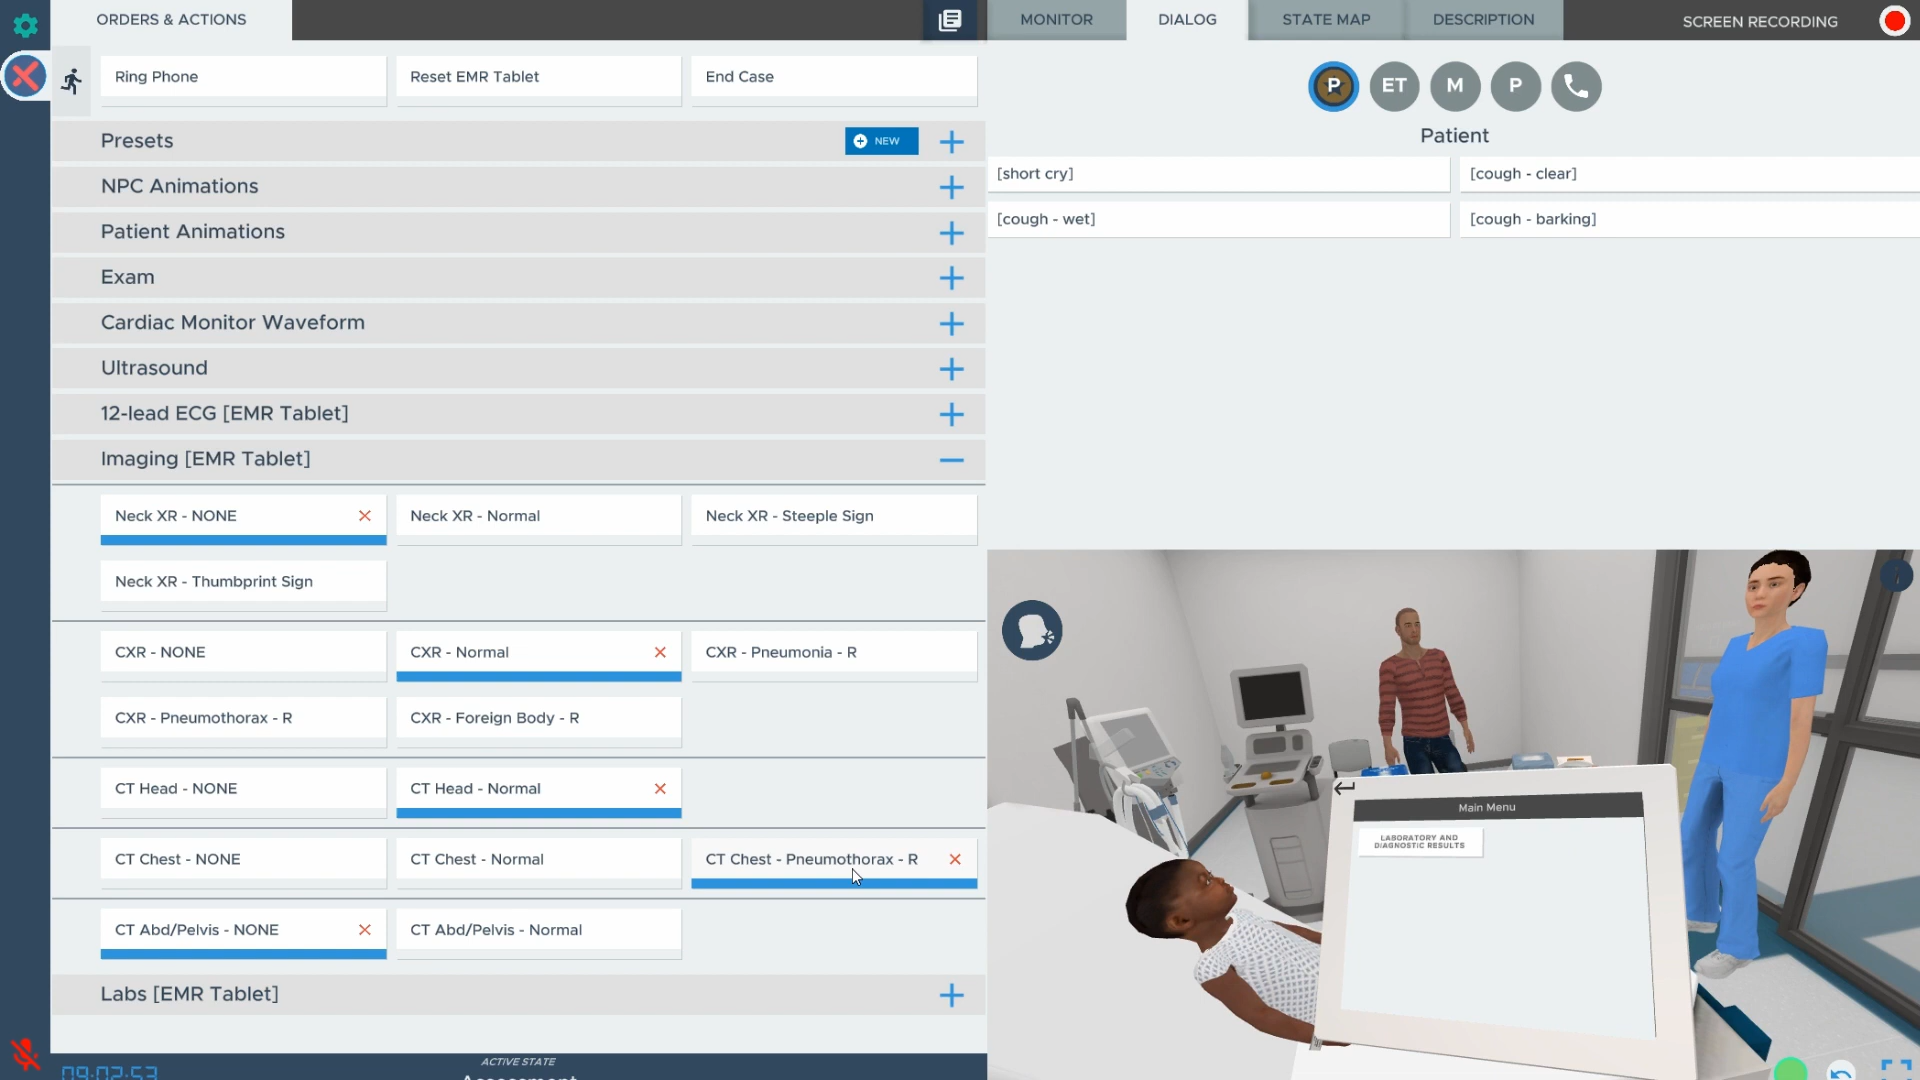 ORDERS & ACTIONS
MONITOR
DIALOG
STATE MAP
DESCRIPTION
SCREEN RECORDING
Ring Phone
Reset EMR Tablet
End Case
P
ET
M
P
Patient
Presets
NEW
[short cry]
[cough - clear]
NPC Animations
[cough - wet]
[cough - barking]
Patient Animations
Exam
Cardiac Monitor Waveform
Ultrasound
12-lead ECG [EMR Tablet]
Imaging [EMR Tablet]
Neck XR - NONE
Neck XR - Normal
Neck XR - Steeple Sign
Neck XR - Thumbprint Sign
CXR - NONE
CXR - Normal
CXR - Pneumonia - R
CXR - Pneumothorax - R
CXR - Foreign Body - R
CT Head - NONE
CT Head - Normal
CT Chest - NONE
CT Chest - Normal
CT Chest - Pneumothorax - R
CT Abd/Pelvis - NONE
CT Abd/Pelvis - Normal
Labs [EMR Tablet]
Main Menu
LABORATORY AND
DIAGNOSTIC RESULTS
ACTIVE STATE
Assessment
09:02:53